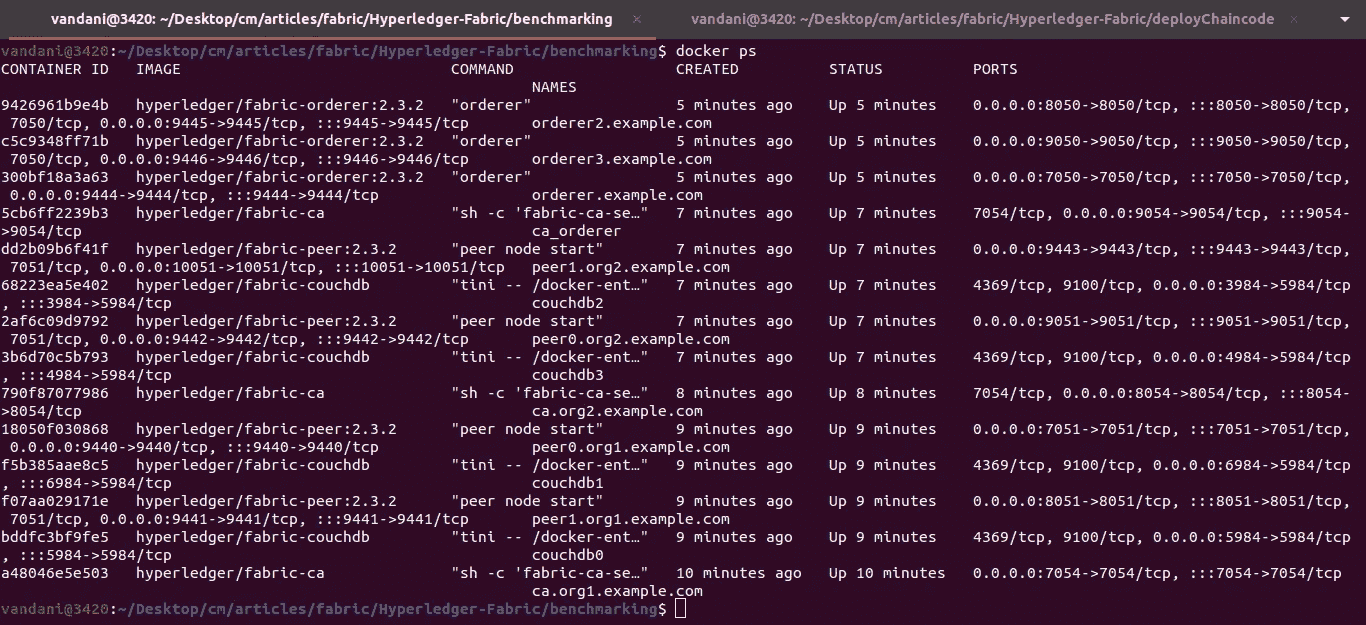 vandani@3420: ~/Desktop/cm/articles/fabric/Hyperledger-Fabric/benchmarking × vandani@3420: ~/Desktop/cm/articles/fabric/Hyperledger-Fabric/deployChaincode ×
vandani@3420:~/Desktop/cm/articles/fabric/Hyperledger-Fabric/benchmarking$ docker ps
CONTAINER ID   IMAGE                              COMMAND                  CREATED          STATUS          PORTS
                                                           NAMES
9426961b9e4b   hyperledger/fabric-orderer:2.3.2   "orderer"                5 minutes ago    Up 5 minutes    0.0.0.0:8050->8050/tcp, :::8050->8050/tcp,
 7050/tcp, 0.0.0.0:9445->9445/tcp, :::9445->9445/tcp       orderer2.example.com
c5c9348ff71b   hyperledger/fabric-orderer:2.3.2   "orderer"                5 minutes ago    Up 5 minutes    0.0.0.0:9050->9050/tcp, :::9050->9050/tcp,
 7050/tcp, 0.0.0.0:9446->9446/tcp, :::9446->9446/tcp       orderer3.example.com
300bf18a3a63   hyperledger/fabric-orderer:2.3.2   "orderer"                5 minutes ago    Up 5 minutes    0.0.0.0:7050->7050/tcp, :::7050->7050/tcp,
 0.0.0.0:9444->9444/tcp, :::9444->9444/tcp                 orderer.example.com
5cb6ff2239b3   hyperledger/fabric-ca              "sh -c 'fabric-ca-se…"   7 minutes ago    Up 7 minutes    7054/tcp, 0.0.0.0:9054->9054/tcp, :::9054-
>9054/tcp                                                  ca_orderer
dd2b09b6f41f   hyperledger/fabric-peer:2.3.2      "peer node start"        7 minutes ago    Up 7 minutes    0.0.0.0:9443->9443/tcp, :::9443->9443/tcp,
 7051/tcp, 0.0.0.0:10051->10051/tcp, :::10051->10051/tcp   peer1.org2.example.com
68223ea5e402   hyperledger/fabric-couchdb         "tini -- /docker-ent…"   7 minutes ago    Up 7 minutes    4369/tcp, 9100/tcp, 0.0.0.0:3984->5984/tcp
, :::3984->5984/tcp                                        couchdb2
2af6c09d9792   hyperledger/fabric-peer:2.3.2      "peer node start"        7 minutes ago    Up 7 minutes    0.0.0.0:9051->9051/tcp, :::9051->9051/tcp,
 7051/tcp, 0.0.0.0:9442->9442/tcp, :::9442->9442/tcp       peer0.org2.example.com
3b6d70c5b793   hyperledger/fabric-couchdb         "tini -- /docker-ent…"   7 minutes ago    Up 7 minutes    4369/tcp, 9100/tcp, 0.0.0.0:4984->5984/tcp
, :::4984->5984/tcp                                        couchdb3
790f87077986   hyperledger/fabric-ca              "sh -c 'fabric-ca-se…"   8 minutes ago    Up 8 minutes    7054/tcp, 0.0.0.0:8054->8054/tcp, :::8054-
>8054/tcp                                                  ca.org2.example.com
18050f030868   hyperledger/fabric-peer:2.3.2      "peer node start"        9 minutes ago    Up 9 minutes    0.0.0.0:7051->7051/tcp, :::7051->7051/tcp,
 0.0.0.0:9440->9440/tcp, :::9440->9440/tcp                 peer0.org1.example.com
f5b385aae8c5   hyperledger/fabric-couchdb         "tini -- /docker-ent…"   9 minutes ago    Up 9 minutes    4369/tcp, 9100/tcp, 0.0.0.0:6984->5984/tcp
, :::6984->5984/tcp                                        couchdb1
f07aa029171e   hyperledger/fabric-peer:2.3.2      "peer node start"        9 minutes ago    Up 9 minutes    0.0.0.0:8051->8051/tcp, :::8051->8051/tcp,
 7051/tcp, 0.0.0.0:9441->9441/tcp, :::9441->9441/tcp       peer1.org1.example.com
bddfc3bf9fe5   hyperledger/fabric-couchdb         "tini -- /docker-ent…"   9 minutes ago    Up 9 minutes    4369/tcp, 9100/tcp, 0.0.0.0:5984->5984/tcp
, :::5984->5984/tcp                                        couchdb0
a48046e5e503   hyperledger/fabric-ca              "sh -c 'fabric-ca-se…"   10 minutes ago   Up 10 minutes   0.0.0.0:7054->7054/tcp, :::7054->7054/tcp
                                                           ca.org1.example.com
vandani@3420:~/Desktop/cm/articles/fabric/Hyperledger-Fabric/benchmarking$